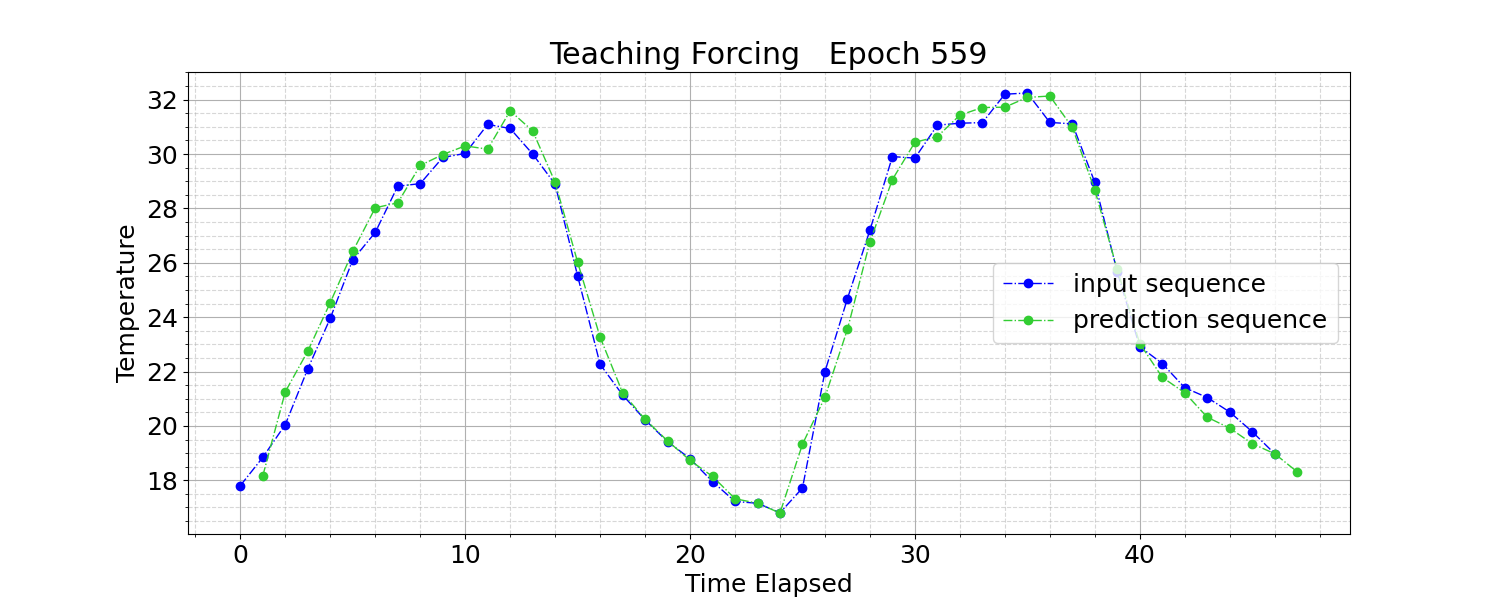 Teaching Forcing   Epoch 559
Temperature
32
30
28
26
24
22
20
18
input sequence
prediction sequence
0 10 20 30 40
Time Elapsed